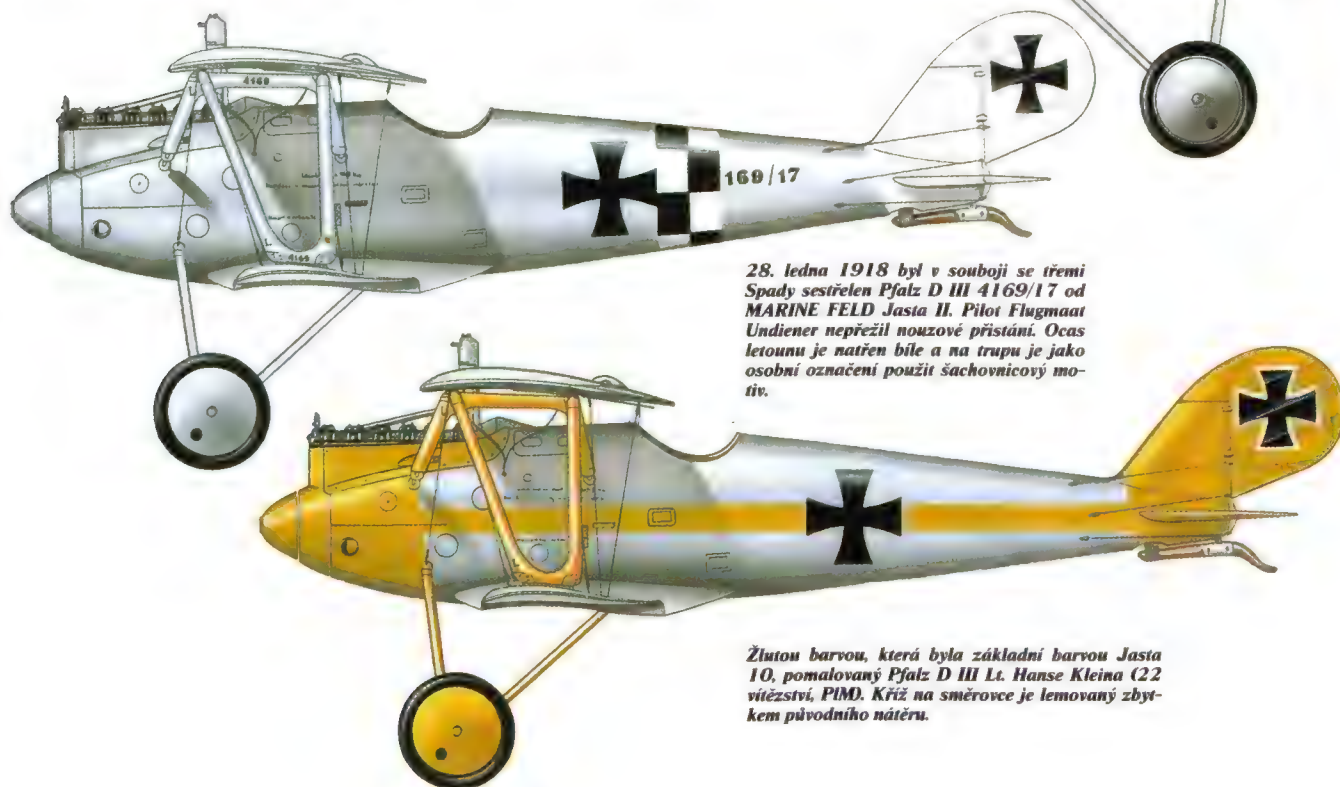 4169
169/17
4169
28. ledna 1918 byl v souboji se třemi
Spady sestřelen Pfalz D III 4169/17 od
MARINE FELD Jasta II. Pilot Flugmaat
Undiener nepřežil nouzové přistání. Ocas
letounu je natřen bíle a na trupu je jako
osobní označení použit šachovnicový mo-
tiv.
Žlutou barvou, která byla základní barvou Jasta
10, pomalovaný Pfalz D III Lt. Hanse Kleina (22
vítězství, PlM). Kříž na směrovce je lemovaný zbyt-
kem původního nátěru.